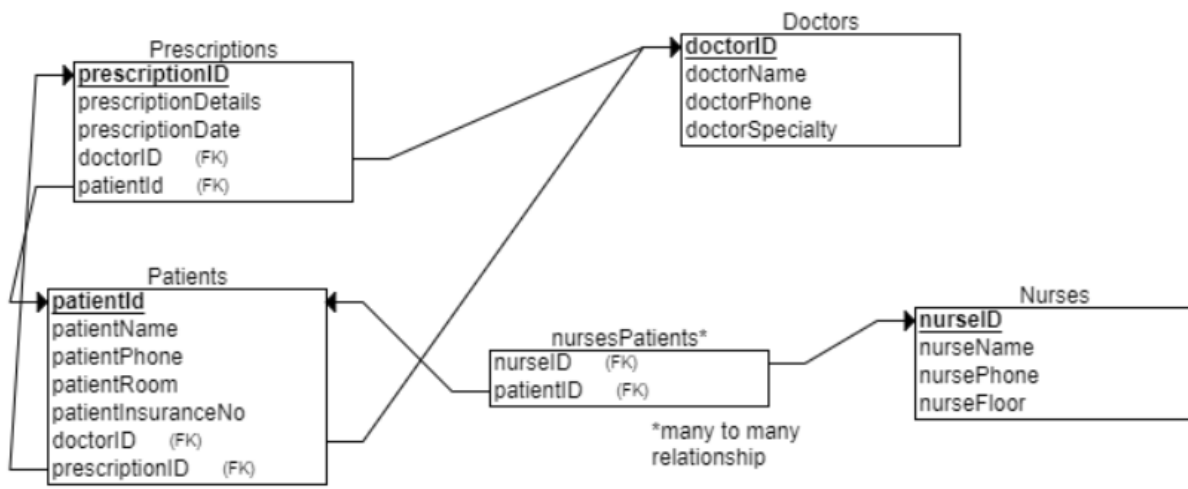 Prescriptions
prescriptionID
prescriptionDetails
prescriptionDate
doctorID (FK)
patientId (FK)
Doctors
doctorID
doctorName
doctorPhone
doctorSpecialty
Patients
patientId
patientName
patientPhone
patientRoom
patientInsuranceNo
doctorID (FK)
prescriptionID (FK)
nursesPatients*
nurseID (FK)
patientID (FK)
*many to many
relationship
Nurses
nurseID
nurseName
nursePhone
nurseFloor